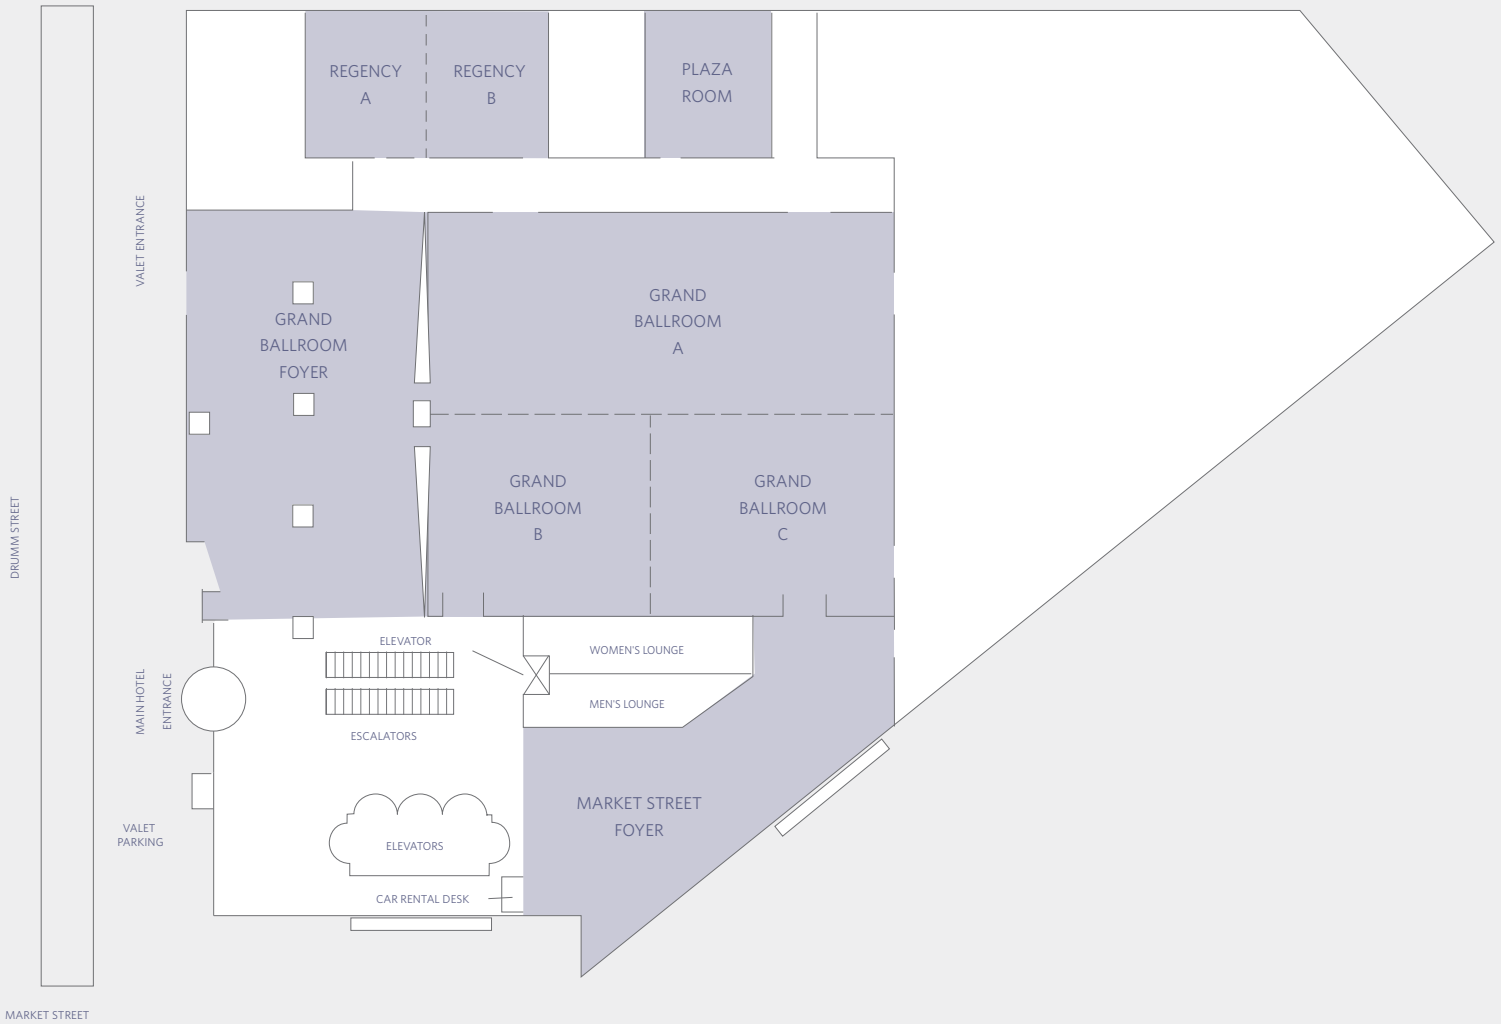 REGENCY
A
REGENCY
B
PLAZA
ROOM
VALET ENTRANCE
GRAND
BALLROOM
FOYER
GRAND
BALLROOM
A
GRAND
BALLROOM
B
GRAND
BALLROOM
C
DRUMM STREET
ELEVATOR
WOMEN'S LOUNGE
MEN'S LOUNGE
MAIN HOTEL
ENTRANCE
ESCALATORS
MARKET STREET
FOYER
VALET
PARKING
ELEVATORS
CAR RENTAL DESK
MARKET STREET